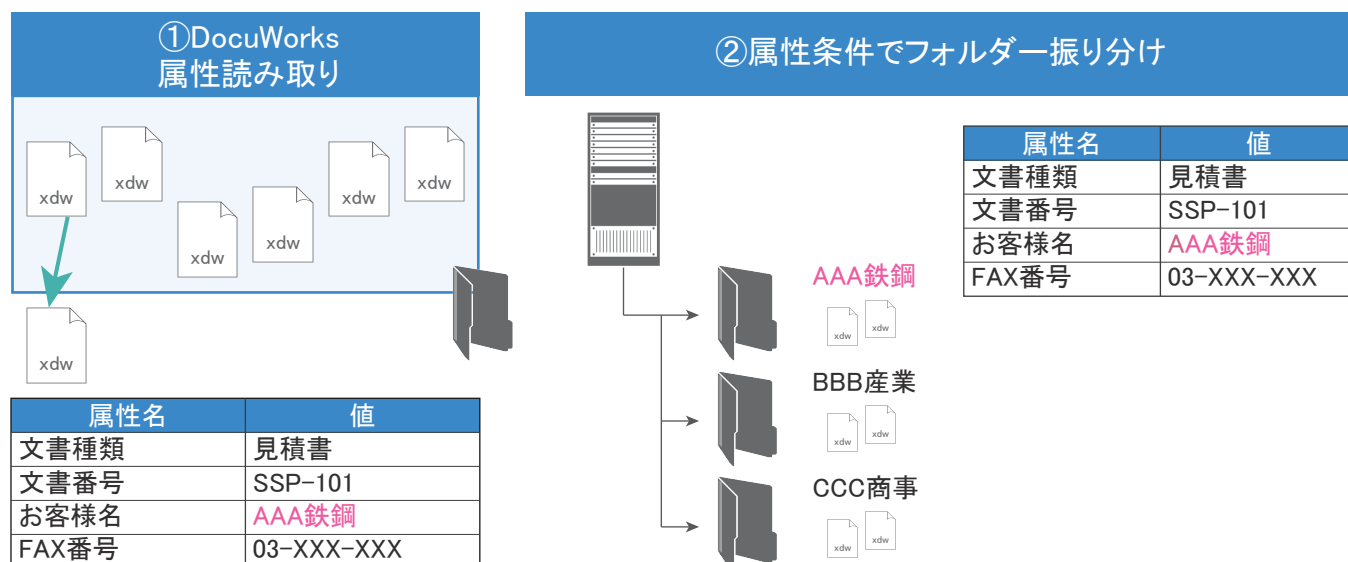 ①DocuWorks
属性読み取り
xdw
xdw
xdw
xdw
xdw
xdw
xdw
属性名 値
文書種類 見積書
文書番号 SSP-101
お客様名 AAA鉄鋼
FAX番号 03-XXX-XXX
②属性条件でフォルダー振り分け
AAA鉄鋼
xdw xdw
BBB産業
xdw xdw
CCC商事
xdw xdw
属性名 値
文書種類 見積書
文書番号 SSP-101
お客様名 AAA鉄鋼
FAX番号 03-XXX-XXX